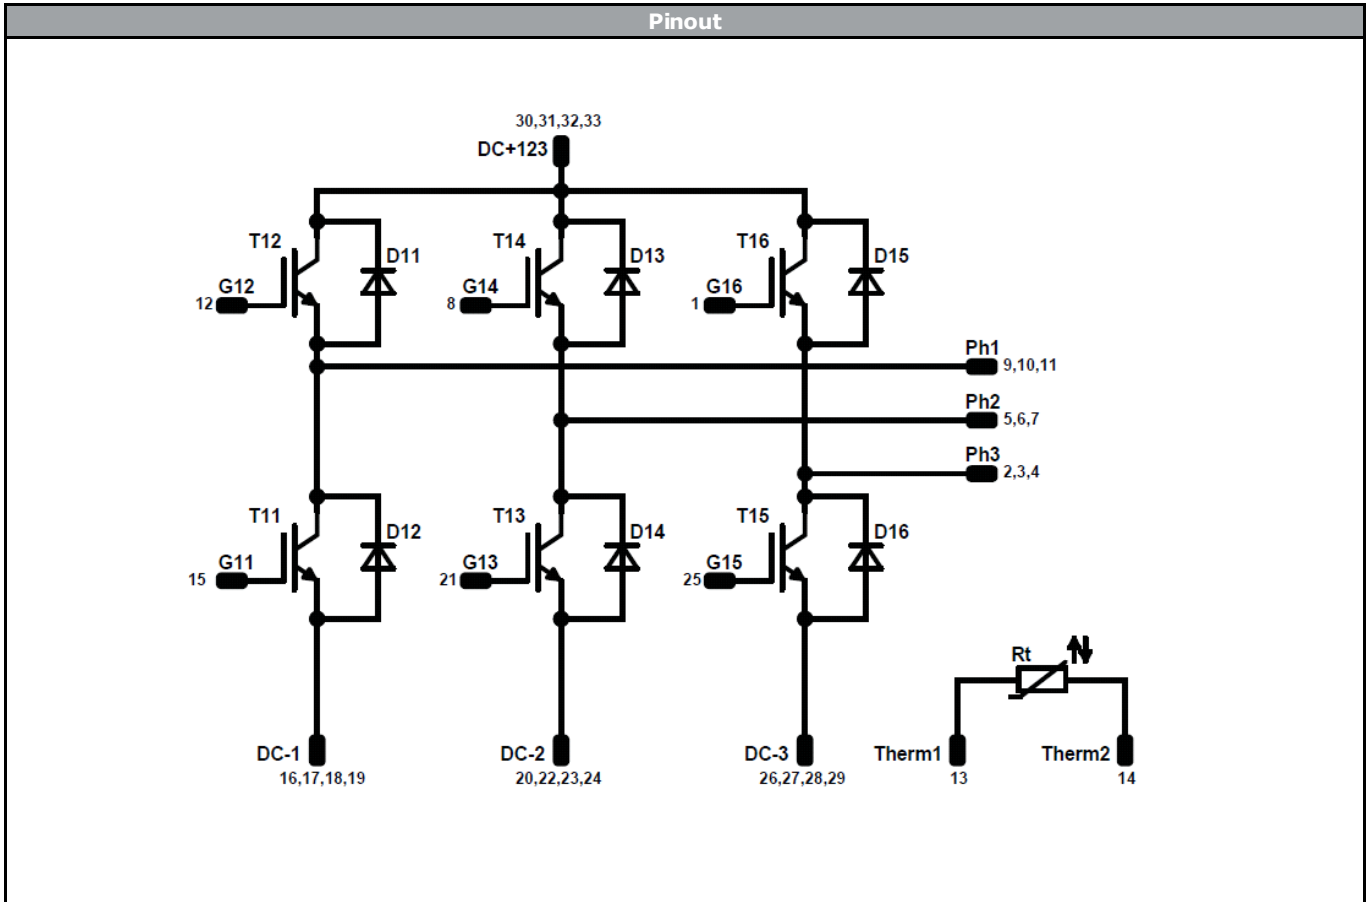 Pinout
30,31,32,33
DC+123
T12
D11
G12
12
T14
D13
G14
8
T16
D15
G16
1
Ph1
9,10,11
Ph2
5,6,7
Ph3
2,3,4
T11
D12
G11
15
T13
D14
G13
21
T15
D16
G15
25
Rt
DC-1
16,17,18,19
DC-2
20,22,23,24
DC-3
26,27,28,29
Therm1
13
Therm2
14